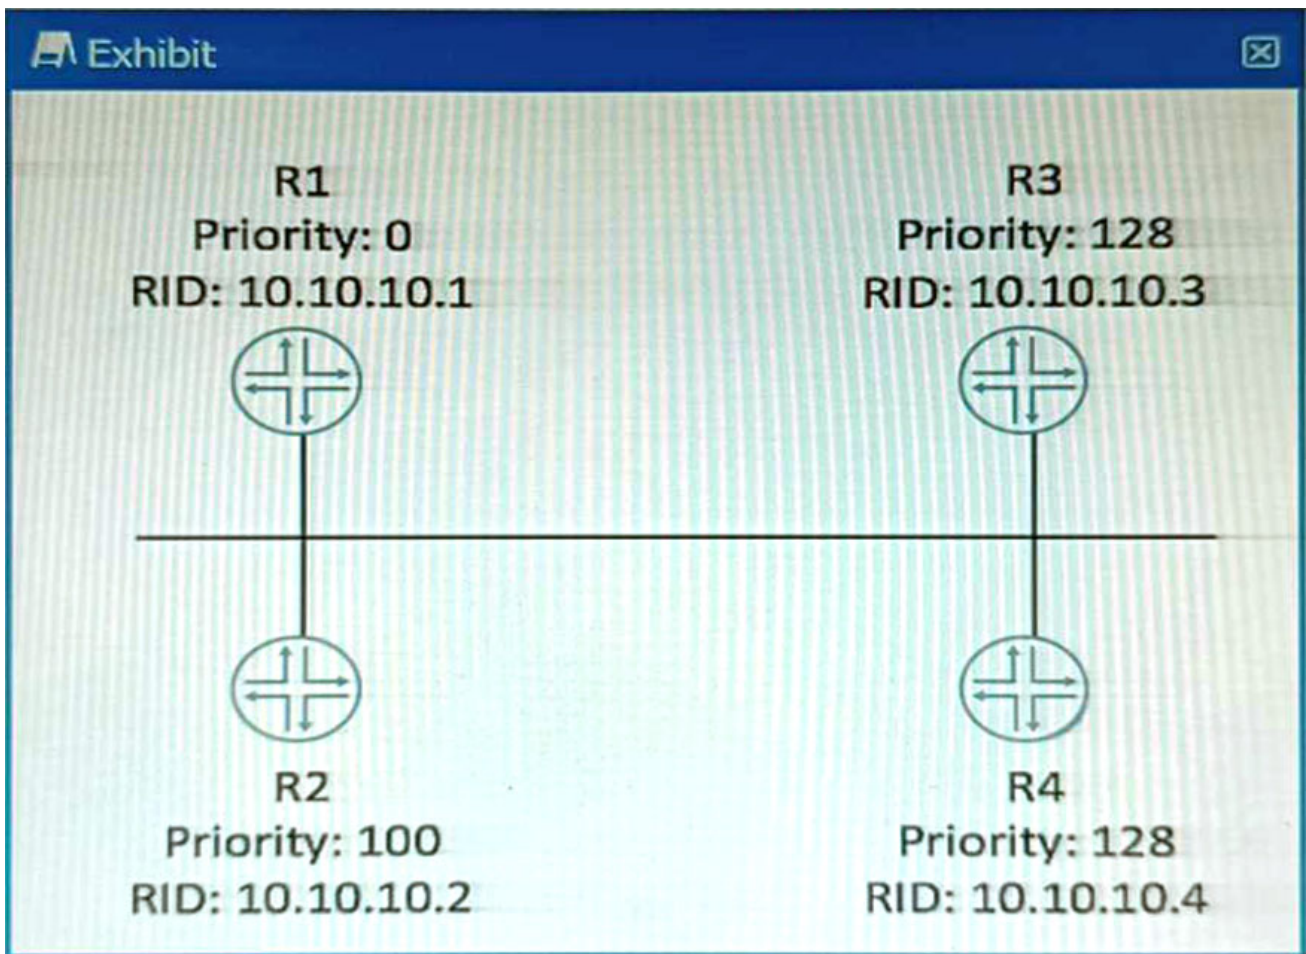 Exhibit
R1
Priority: 0
RID: 10.10.10.1
R3
Priority: 128
RID: 10.10.10.3
R2
Priority: 100
RID: 10.10.10.2
R4
Priority: 128
RID: 10.10.10.4